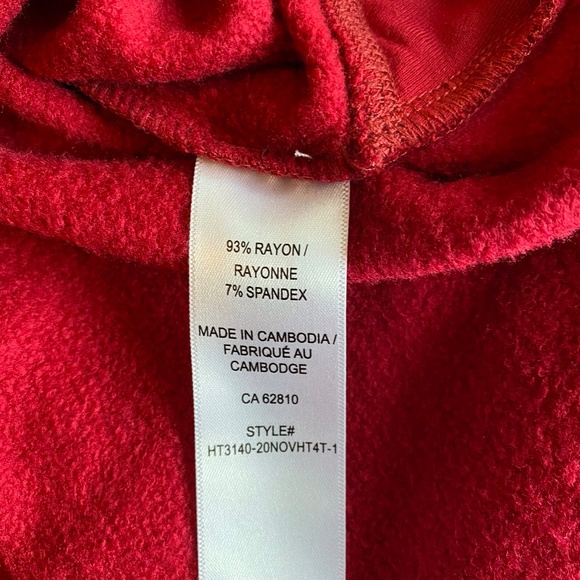 93% RAYON /
RAYONNE
7% SPANDEX
MADE IN CAMBODIA /
FABRIQUÉ AU
CAMBODGE
CA 62810
STYLE#
HT3140-20NOVHT4T-1